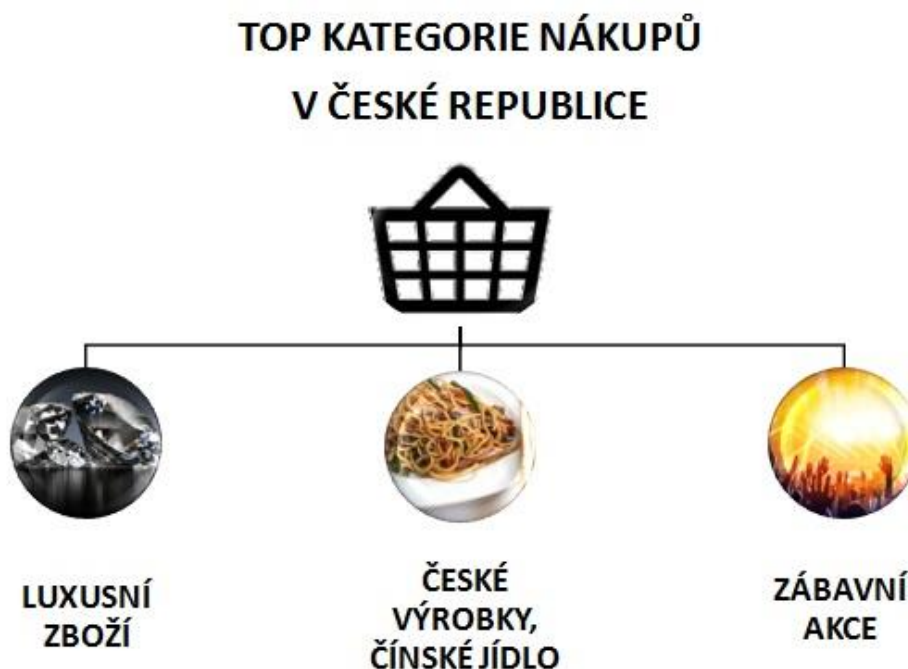 TOP KATEGORIE NÁKUPŮ
V ČESKÉ REPUBLICE
LUXUSNÍ
ZBOŽÍ
ČESKÉ
VÝROBKY,
ČÍNSKÉ JÍDLO
ZÁBAVNÍ
AKCE